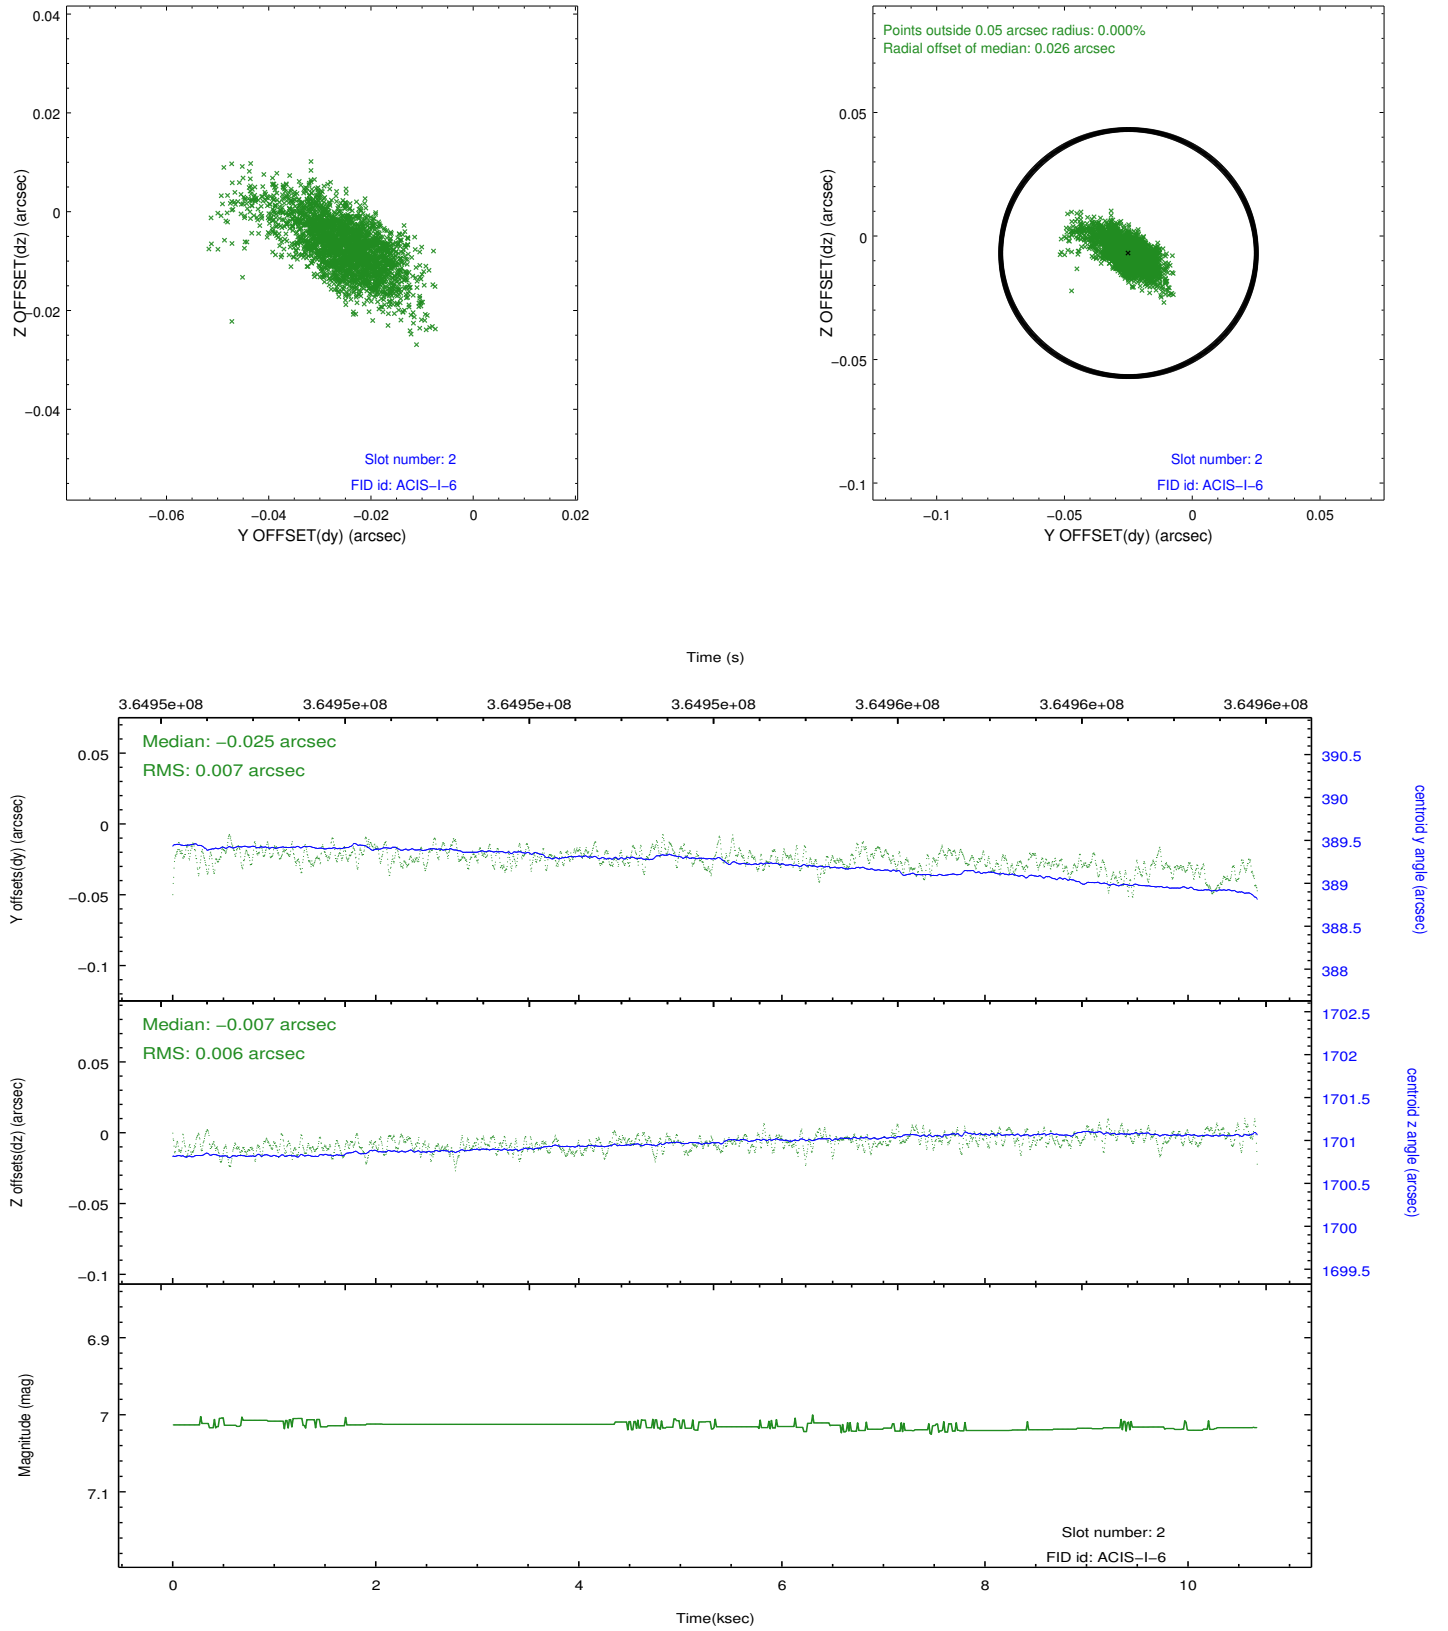 0.04
0.02
0
−0.02
−0.04
Z OFFSET(dz) (arcsec)
Slot number: 2
FID id: ACIS−I−6
−0.06 −0.04 −0.02 0 0.02
Y OFFSET(dy) (arcsec)
Points outside 0.05 arcsec radius: 0.000%
Radial offset of median: 0.026 arcsec
0.05
0
−0.05
−0.1
Z OFFSET(dz) (arcsec)
Slot number: 2
FID id: ACIS−I−6
−0.1 −0.05 0 0.05
Y OFFSET(dy) (arcsec)
Time (s)
3.6495e+08 3.6495e+08 3.6495e+08 3.6495e+08 3.6496e+08 3.6496e+08 3.6496e+08
Median: −0.025 arcsec
RMS: 0.007 arcsec
0.05
0
−0.05
−0.1
Y offsets(dy) (arcsec)
390.5
390
389.5
389
388.5
388
centroid y angle (arcsec)
Median: −0.007 arcsec
RMS: 0.006 arcsec
0.05
0
−0.05
−0.1
Z offsets(dz) (arcsec)
1702.5
1702
1701.5
1701
1700.5
1700
1699.5
centroid z angle (arcsec)
6.9
7
7.1
Magnitude (mag)
Slot number: 2
FID id: ACIS−I−6
0 2 4 6 8 10
Time(ksec)